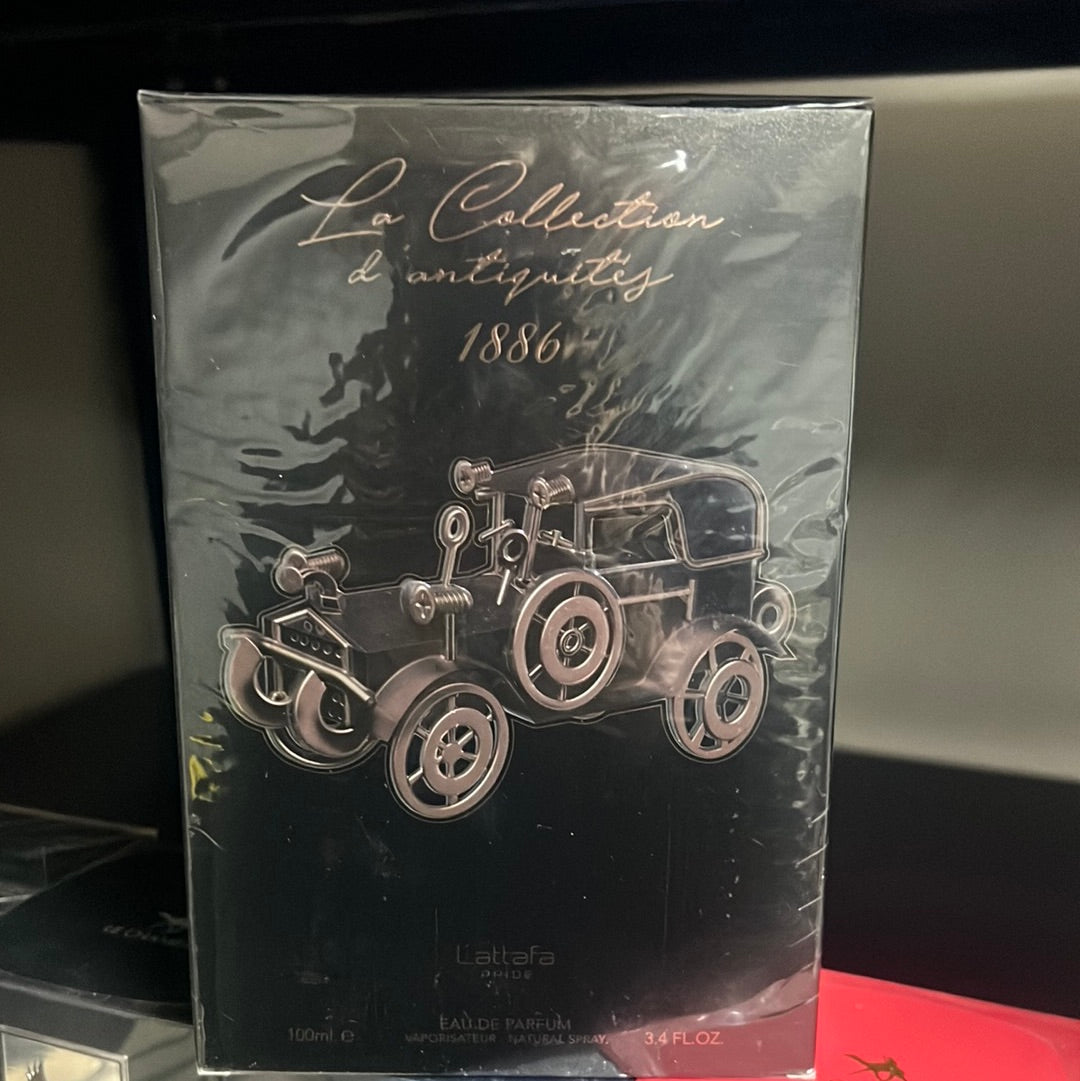 La Collection
d'antiquités
1886
Lattafa
PRIDE
EAU DE PARFUM
100ml e VAPORISATEUR NATURAL SPRAY. 3.4 FL.OZ.